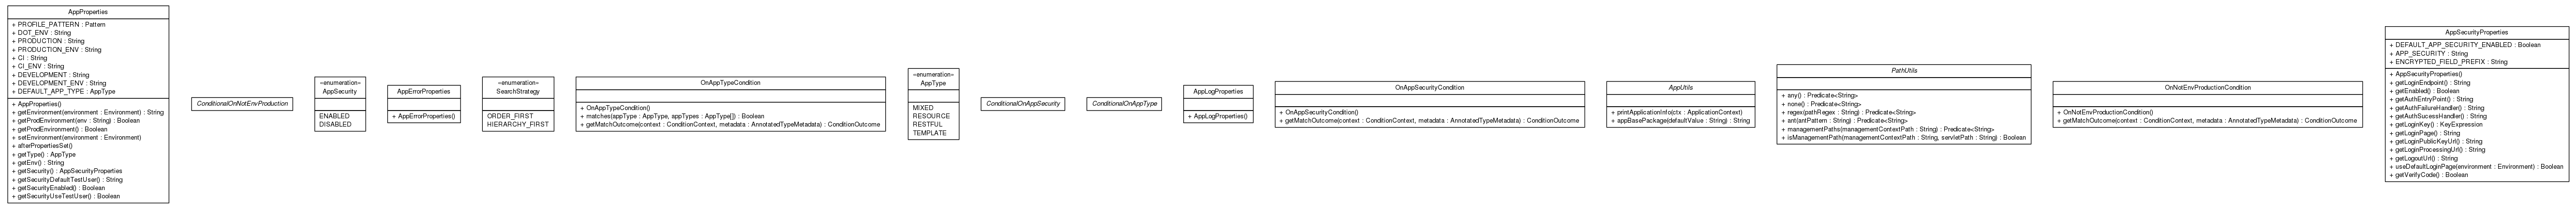 AppProperties
+ PROFILE_PATTERN : Pattern
+ DOT_ENV : String
+ PRODUCTION : String
+ PRODUCTION_ENV : String
+ CI : String
+ CI_ENV : String
+ DEVELOPMENT : String
+ DEVELOPMENT_ENV : String
+ DEFAULT_APP_TYPE : AppType
+ AppProperties()
+ getEnvironment(environment : Environment) : String
+ getProdEnvironment(env : String) : Boolean
+ getProdEnvironment() : Boolean
+ setEnvironment(environment : Environment)
+ afterPropertiesSet()
+ getType() : AppType
+ getEnv() : String
+ getSecurity() : AppSecurityProperties
+ getSecurityDefaultTestUser() : String
+ getSecurityEnabled() : Boolean
+ getSecurityUseTestUser() : Boolean
ConditionalOnNotEnvProduction
«enumeration»
AppSecurity
ENABLED
DISABLED
AppErrorProperties
+ AppErrorProperties()
«enumeration»
SearchStrategy
ORDER_FIRST
HIERARCHY_FIRST
OnAppTypeCondition
+ OnAppTypeCondition()
+ matches(appType : AppType, appTypes : AppType[]) : Boolean
+ getMatchOutcome(context : ConditionContext, metadata : AnnotatedTypeMetadata) : ConditionOutcome
«enumeration»
AppType
MIXED
RESOURCE
RESTFUL
TEMPLATE
ConditionalOnAppSecurity
ConditionalOnAppType
AppLogProperties
+ AppLogProperties()
OnAppSecurityCondition
+ OnAppSecurityCondition()
+ getMatchOutcome(context : ConditionContext, metadata : AnnotatedTypeMetadata) : ConditionOutcome
AppUtils
+ printApplicationInfo(ctx : ApplicationContext)
+ appBasePackage(defaultValue : String) : String
PathUtils
+ any() : Predicate<String>
+ none() : Predicate<String>
+ regex(pathRegex : String) : Predicate<String>
+ ant(antPattern : String) : Predicate<String>
+ managementPaths(managementContextPath : String) : Predicate<String>
+ isManagementPath(managementContextPath : String, servletPath : String) : Boolean
OnNotEnvProductionCondition
+ OnNotEnvProductionCondition()
+ getMatchOutcome(context : ConditionContext, metadata : AnnotatedTypeMetadata) : ConditionOutcome
AppSecurityProperties
+ DEFAULT_APP_SECURITY_ENABLED : Boolean
+ APP_SECURITY : String
+ ENCRYPTED_FIELD_PREFIX : String
+ AppSecurityProperties()
+ getLoginEndpoint() : String
+ getEnabled() : Boolean
+ getAuthEntryPoint() : String
+ getAuthFailureHandler() : String
+ getAuthSucessHandler() : String
+ getLoginKey() : KeyExpression
+ getLoginPage() : String
+ getLoginPublicKeyUrl() : String
+ getLoginProcessingUrl() : String
+ getLogoutUrl() : String
+ useDefaultLoginPage(environment : Environment) : Boolean
+ getVerifyCode() : Boolean